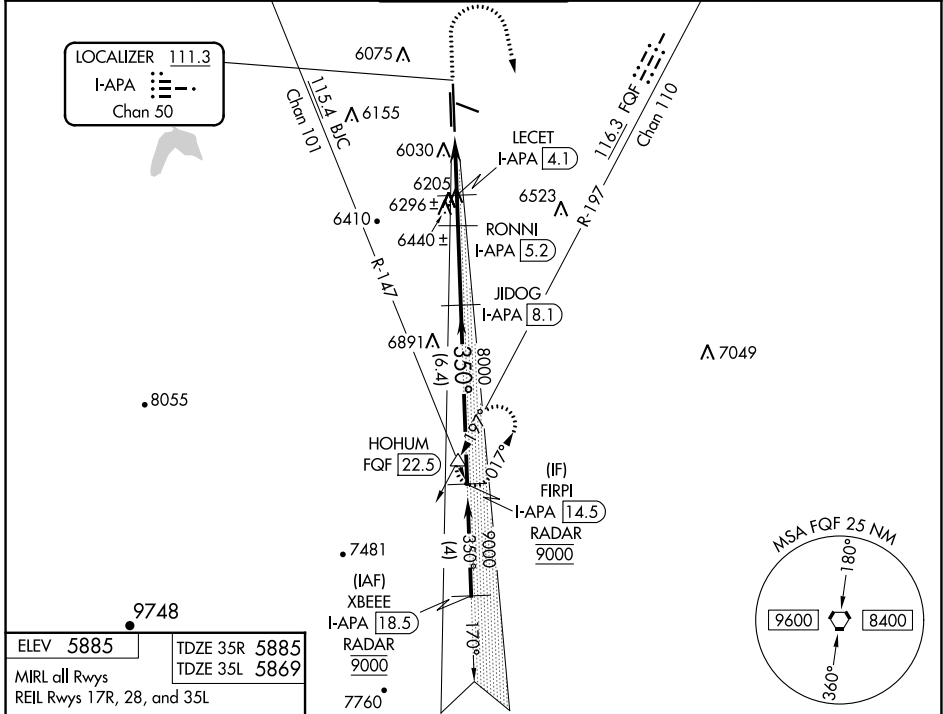 LOCALIZER 111.3
I-APA
Chan 50
6075
115.4 BJC
Chan 101
6155
116.3 FQF
Chan 110
LECET
I-APA 4.1
6030
6205
6296 ±
6523
6410
6440 ±
RONNI
I-APA 5.2
R-197
R-147
JIDOG
I-APA 8.1
6891
350°
(6.4)
8000
7049
8055
HOHUM
FQF 22.5
197°
017°
(IF)
FIRPI
I-APA 14.5
RADAR
9000
350°
(4)
9000
7481
(IAF)
XBEEE
I-APA 18.5
RADAR
9000
170°
7760
9748
MSA FQF 25 NM
180°
9600
8400
360°
ELEV 5885
TDZE 35R 5885
TDZE 35L 5869
MIRL all Rwys
REIL Rwys 17R, 28, and 35L